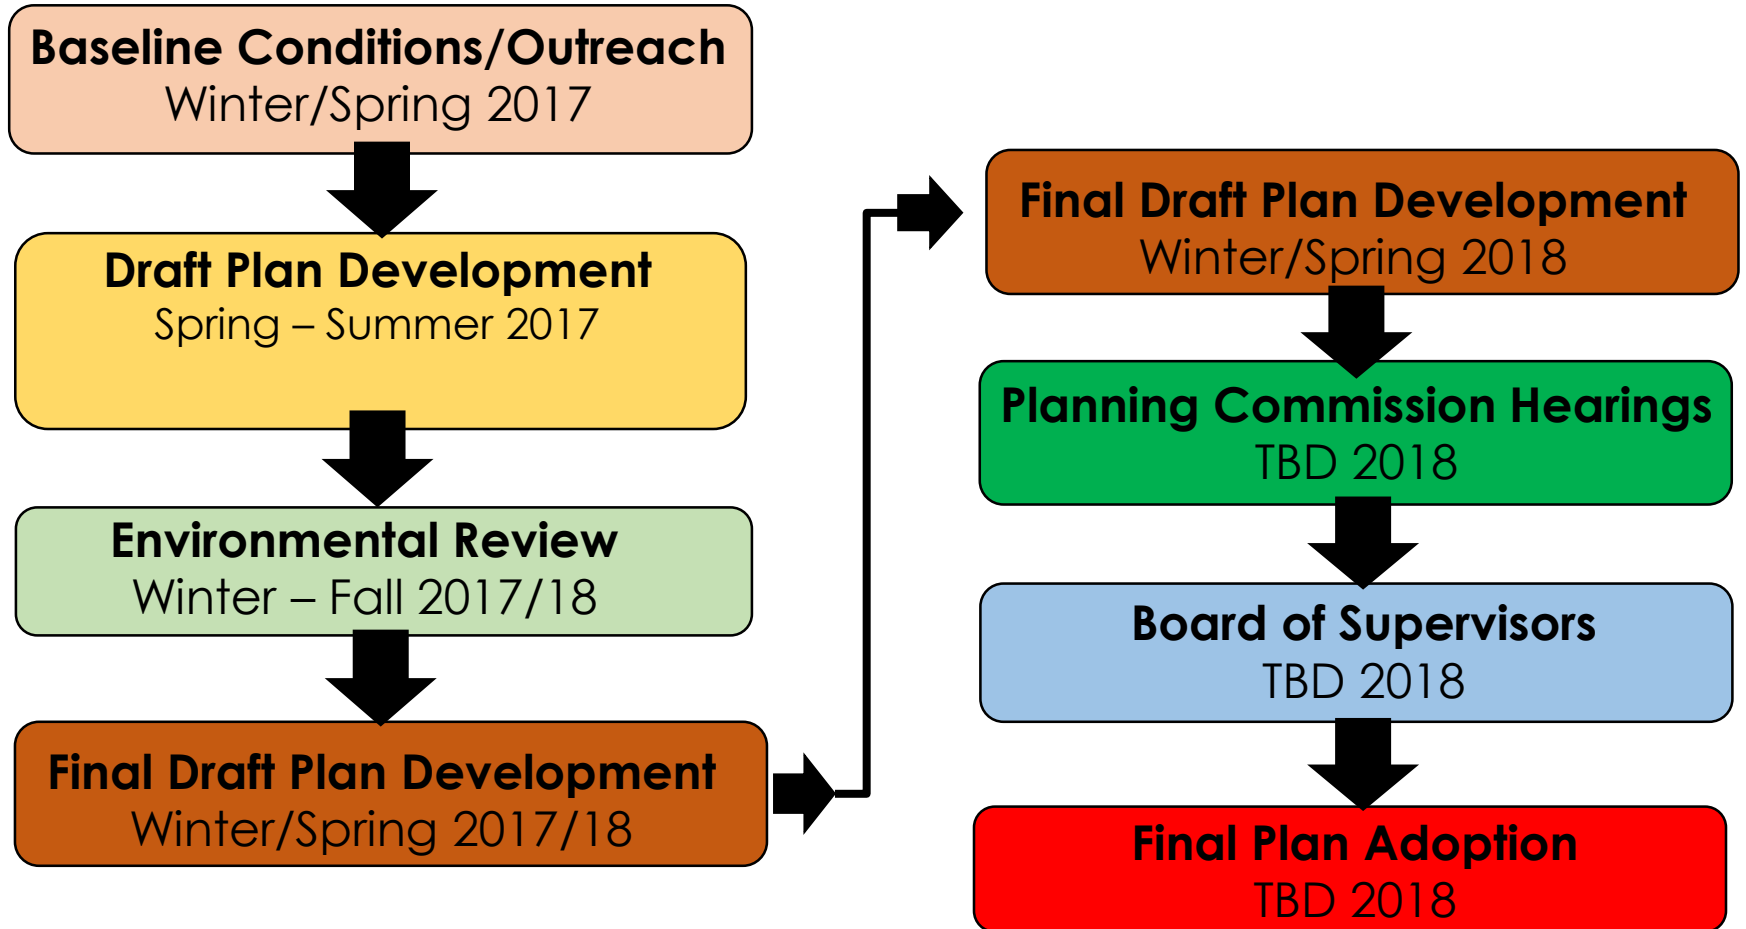 Baseline Conditions/Outreach
Winter/Spring 2017
Draft Plan Development
Spring – Summer 2017
Environmental Review
Winter – Fall 2017/18
Final Draft Plan Development
Winter/Spring 2017/18
Final Draft Plan Development
Winter/Spring 2018
Planning Commission Hearings
TBD 2018
Board of Supervisors
TBD 2018
Final Plan Adoption
TBD 2018